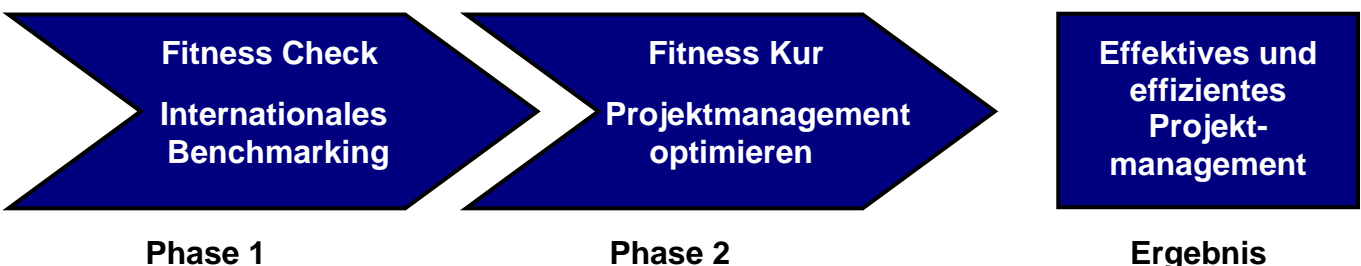 Fitness Check
Internationales
Benchmarking
Fitness Kur
Projektmanagement
optimieren
Effektives und
effizientes
Projekt-
management
Phase 1
Phase 2
Ergebnis